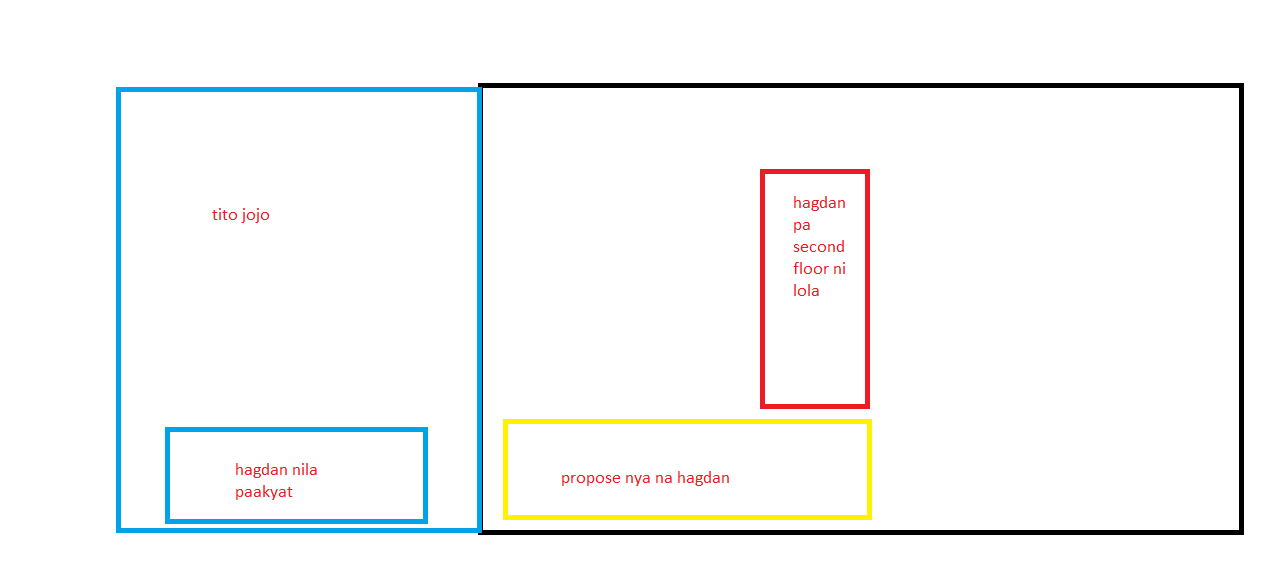 tito jojo
hagdan
pa
second
floor ni
lola
hagdan nila
paakyat
propose nya na hagdan